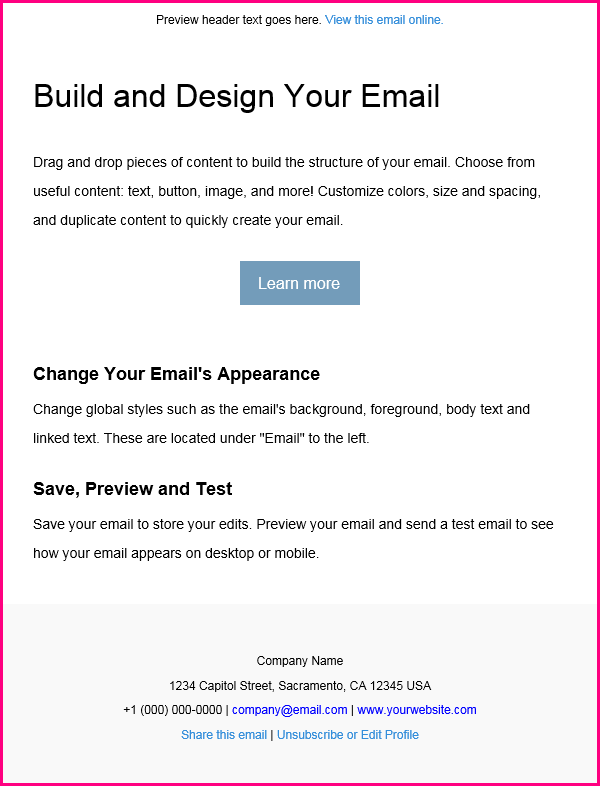 Preview header text goes here. View this email online.
Build and Design Your Email
Drag and drop pieces of content to build the structure of your email. Choose from
useful content: text, button, image, and more! Customize colors, size and spacing,
and duplicate content to quickly create your email.
Learn more
Change Your Email's Appearance
Change global styles such as the email's background, foreground, body text and
linked text. These are located under "Email" to the left.
Save, Preview and Test
Save your email to store your edits. Preview your email and send a test email to see
how your email appears on desktop or mobile.
Company Name
1234 Capitol Street, Sacramento, CA 12345 USA
+1 (000) 000-0000 | company@email.com | www.yourwebsite.com
Share this email | Unsubscribe or Edit Profile